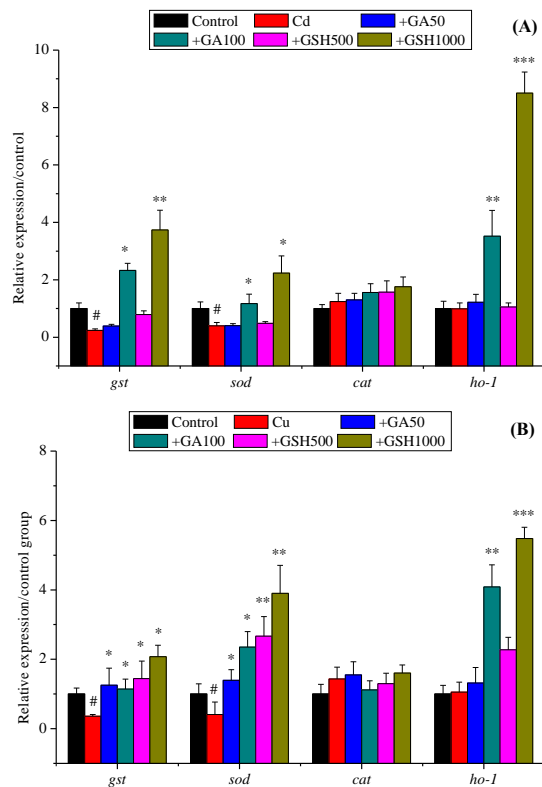 Control Cd +GA50
+GA100 +GSH500 +GSH1000
(A)
Relative expression/control
10
8
6
4
2
0
# * **
# * *
** ***
gst sod cat ho-1
Control Cu +GA50
+GA100 +GSH500 +GSH1000
(B)
Relative expression/control group
8
6
4
2
0
# * * * *
# * * ** **
** ***
gst sod cat ho-1